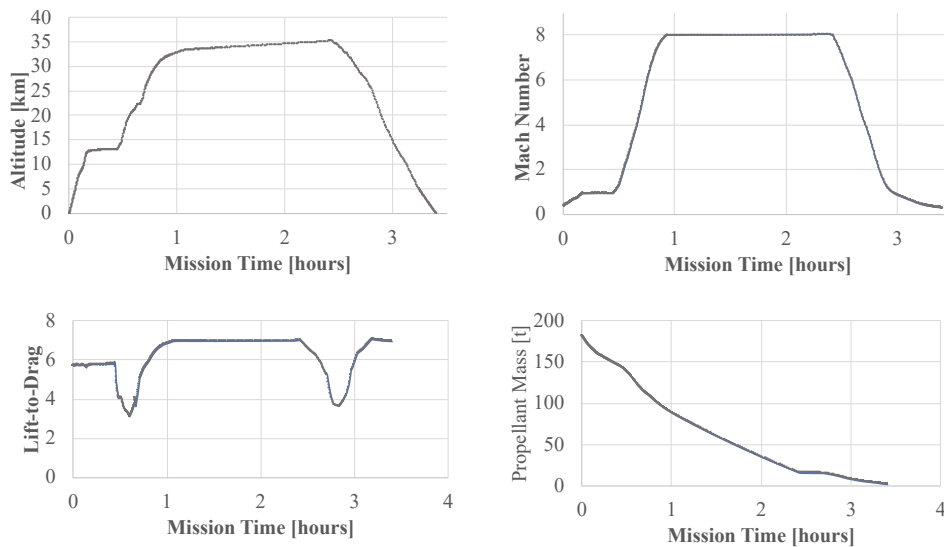 Altitude [km]
40
35
30
25
20
15
10
5
0
0 1 2 3
Mission Time [hours]
Mach Number
8
6
4
2
0
0 1 2 3
Mission Time [hours]
Lift-to-Drag
8
6
4
2
0
0 1 2 3 4
Mission Time [hours]
Propellant Mass [t]
200
150
100
50
0
0 1 2 3 4
Mission Time [hours]